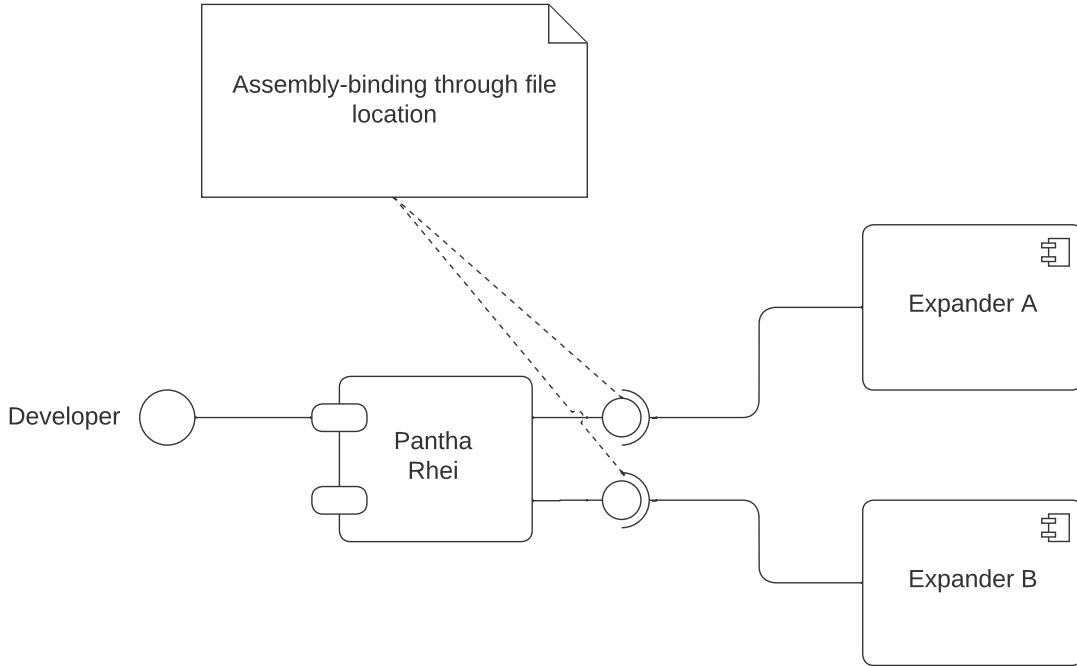 Assembly-binding through file
location
Expander A
Developer
Pantha
Rhei
Expander B